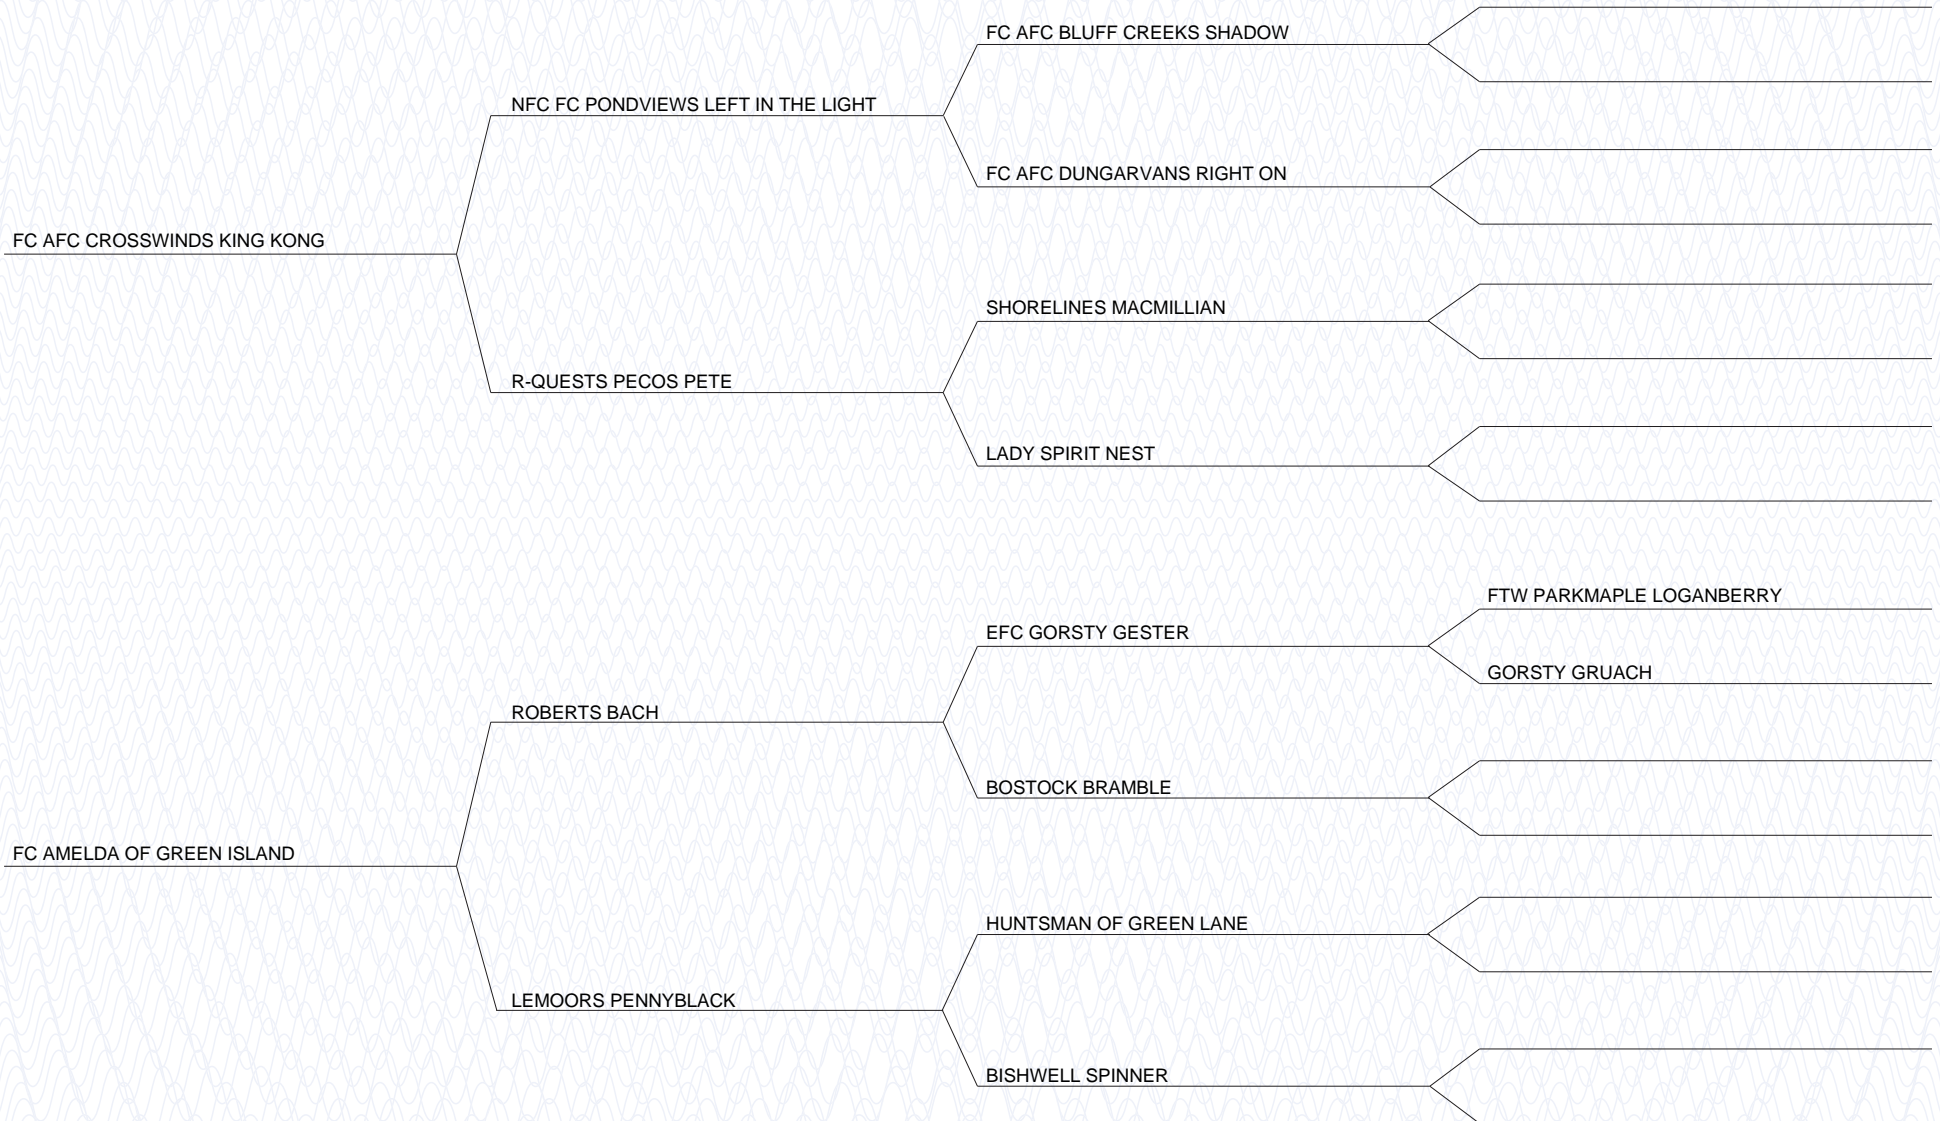 FC AFC BLUFF CREEKS SHADOW
NFC FC PONDVIEWS LEFT IN THE LIGHT
FC AFC DUNGARVANS RIGHT ON
FC AFC CROSSWINDS KING KONG
SHORELINES MACMILLIAN
R-QUESTS PECOS PETE
LADY SPIRIT NEST
FTW PARKMAPLE LOGANBERRY
EFC GORSTY GESTER
GORSTY GRUACH
ROBERTS BACH
BOSTOCK BRAMBLE
FC AMELDA OF GREEN ISLAND
HUNTSMAN OF GREEN LANE
LEMOORS PENNYBLACK
BISHWELL SPINNER